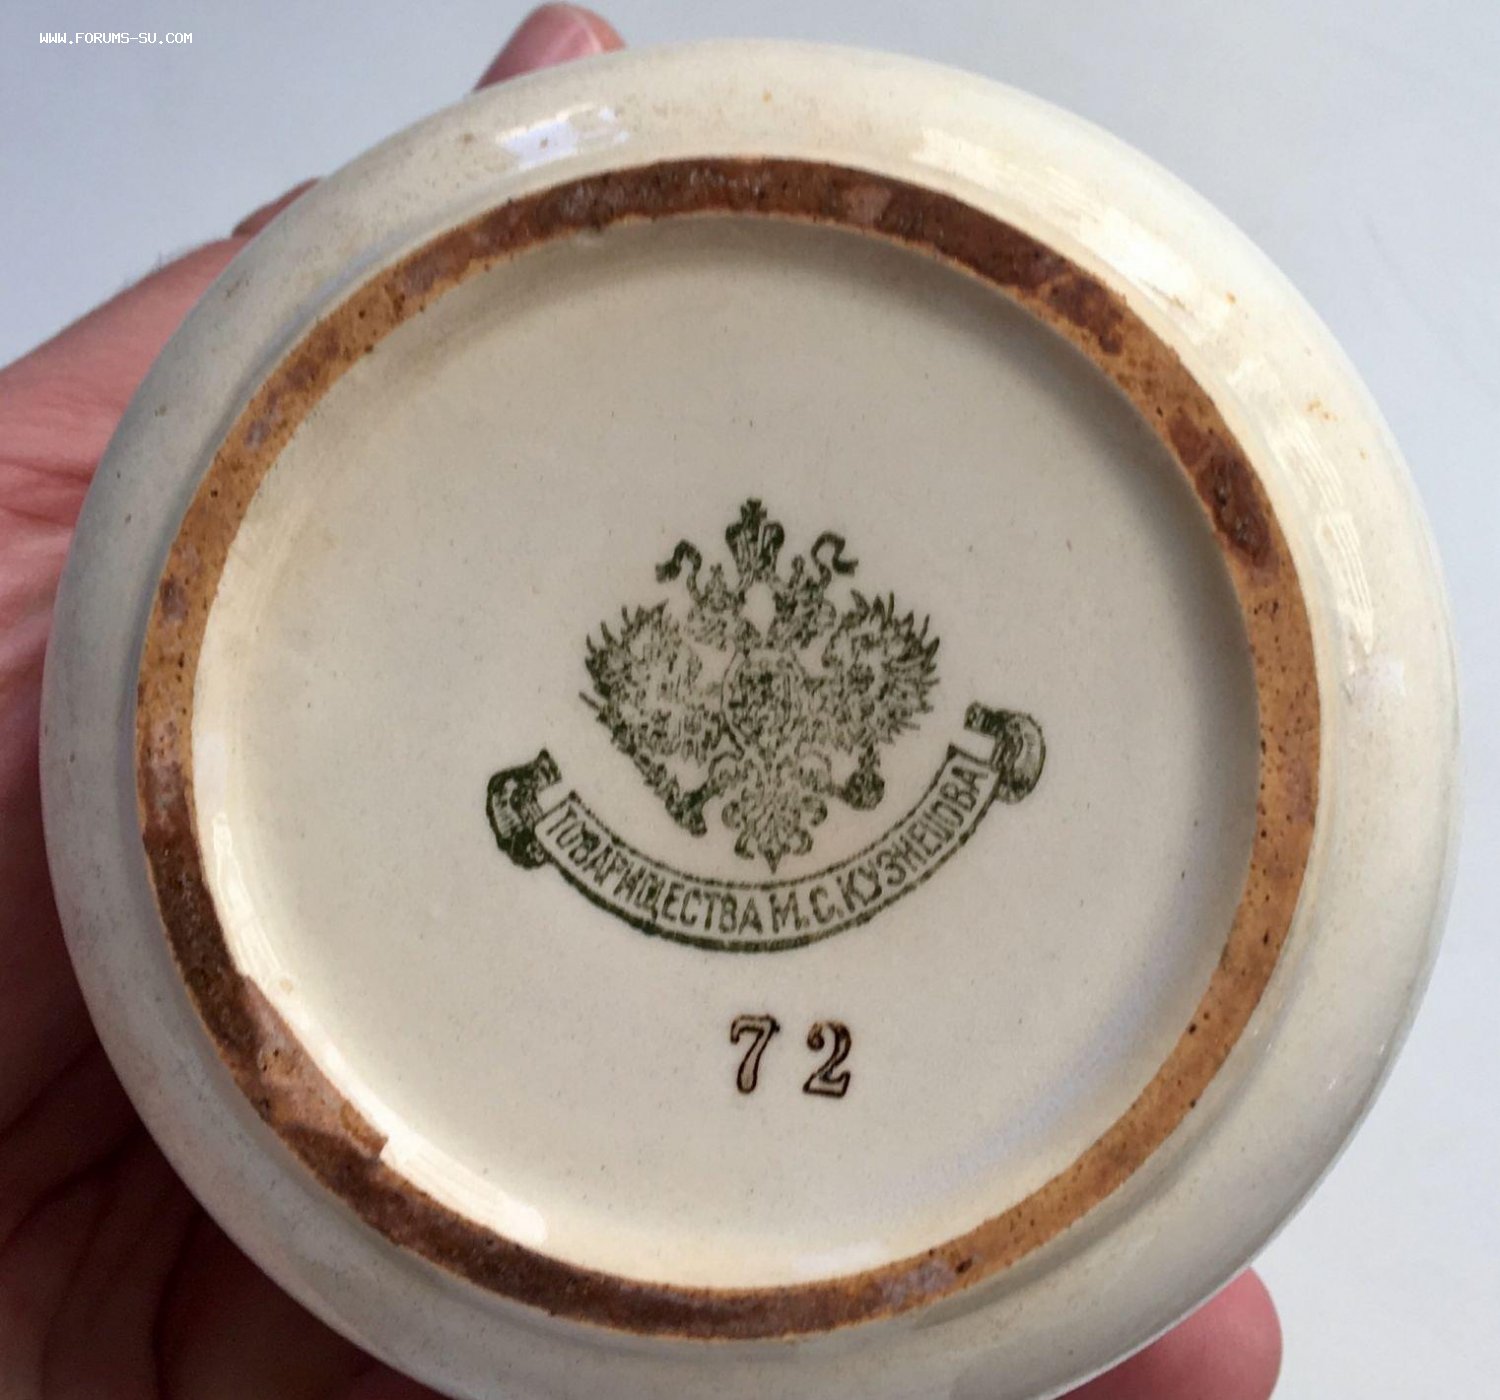 WWW.FORUMS-SU.COM
ТОВАРИЩЕСТВА М.С.КУЗНЕЦОВА
72